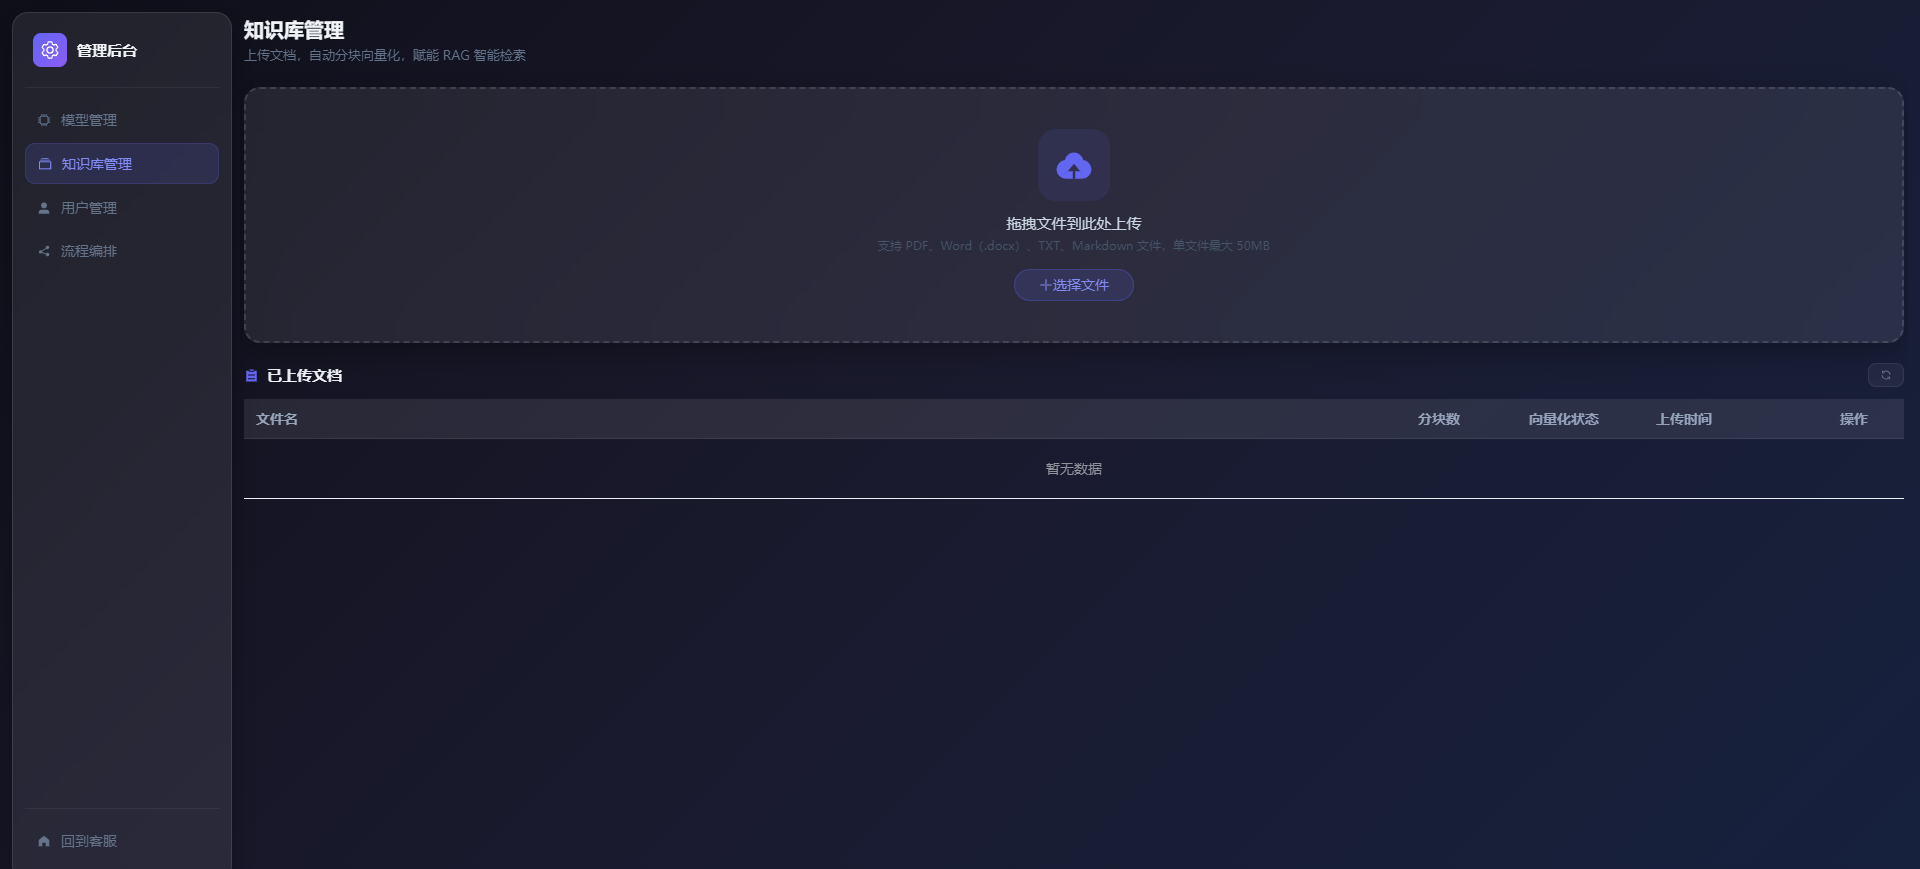 管理后台
模型管理
知识库管理
用户管理
流程编排
回到客服
知识库管理
上传文档，自动分块向量化，赋能 RAG 智能检索
拖拽文件到此处上传
支持 PDF、Word（.docx）、TXT、Markdown 文件，单文件最大 50MB
+选择文件
已上传文档
文件名 分块数 向量化状态 上传时间 操作
暂无数据